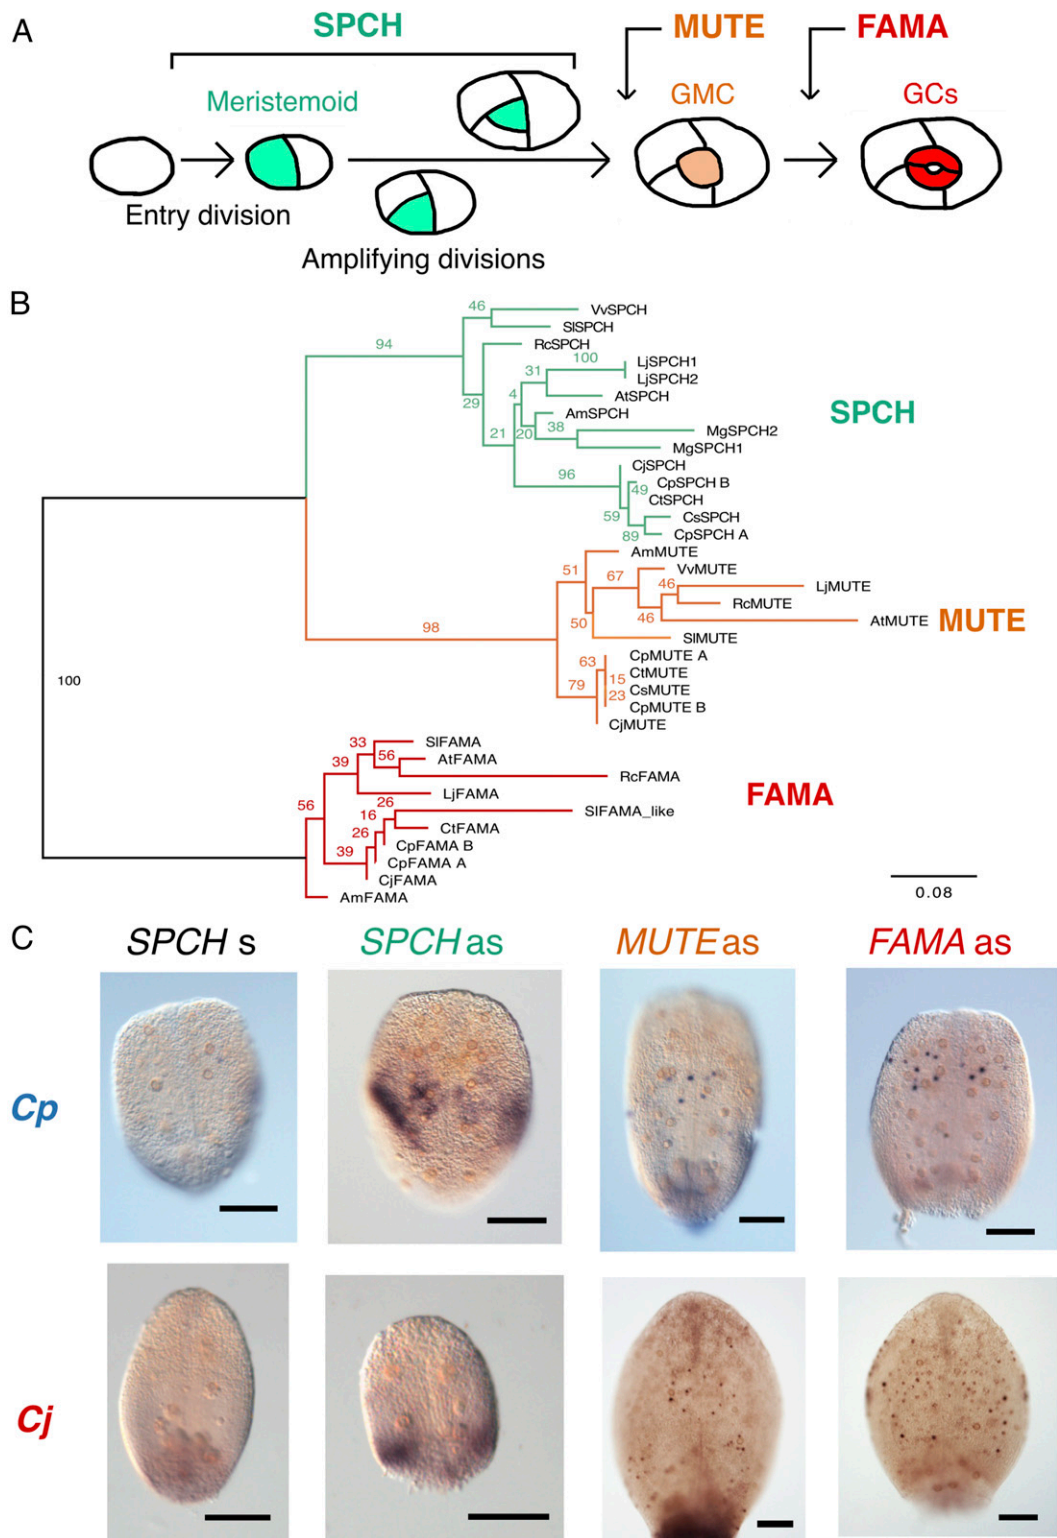 A
SPCH
MUTE
FAMA
Meristemoid
GMC
GCs
Entry division
Amplifying divisions
B
46
VvSPCH
SlSPCH
94
RcSPCH
100
LjSPCH1
LjSPCH2
31
AtSPCH
4
29
AmSPCH
SPCH
21
20
38
MgSPCH2
MgSPCH1
CjSPCH
96
49
CpSPCH B
CtSPCH
59
CsSPCH
89
CpSPCH A
AmMUTE
51
67
VvMUTE
46
LjMUTE
RcMUTE
46
AtMUTE
MUTE
50
98
SlMUTE
63
CpMUTE A
15
CtMUTE
79
23
CsMUTE
CpMUTE B
CjMUTE
100
33
SlFAMA
56
AtFAMA
39
RcFAMA
LjFAMA
FAMA
56
26
SlFAMA_like
16
CtFAMA
26
CpFAMA B
39
CpFAMA A
CjFAMA
AmFAMA
0.08
C
SPCH s
SPCH as
MUTE as
FAMA as
Cp
Cj